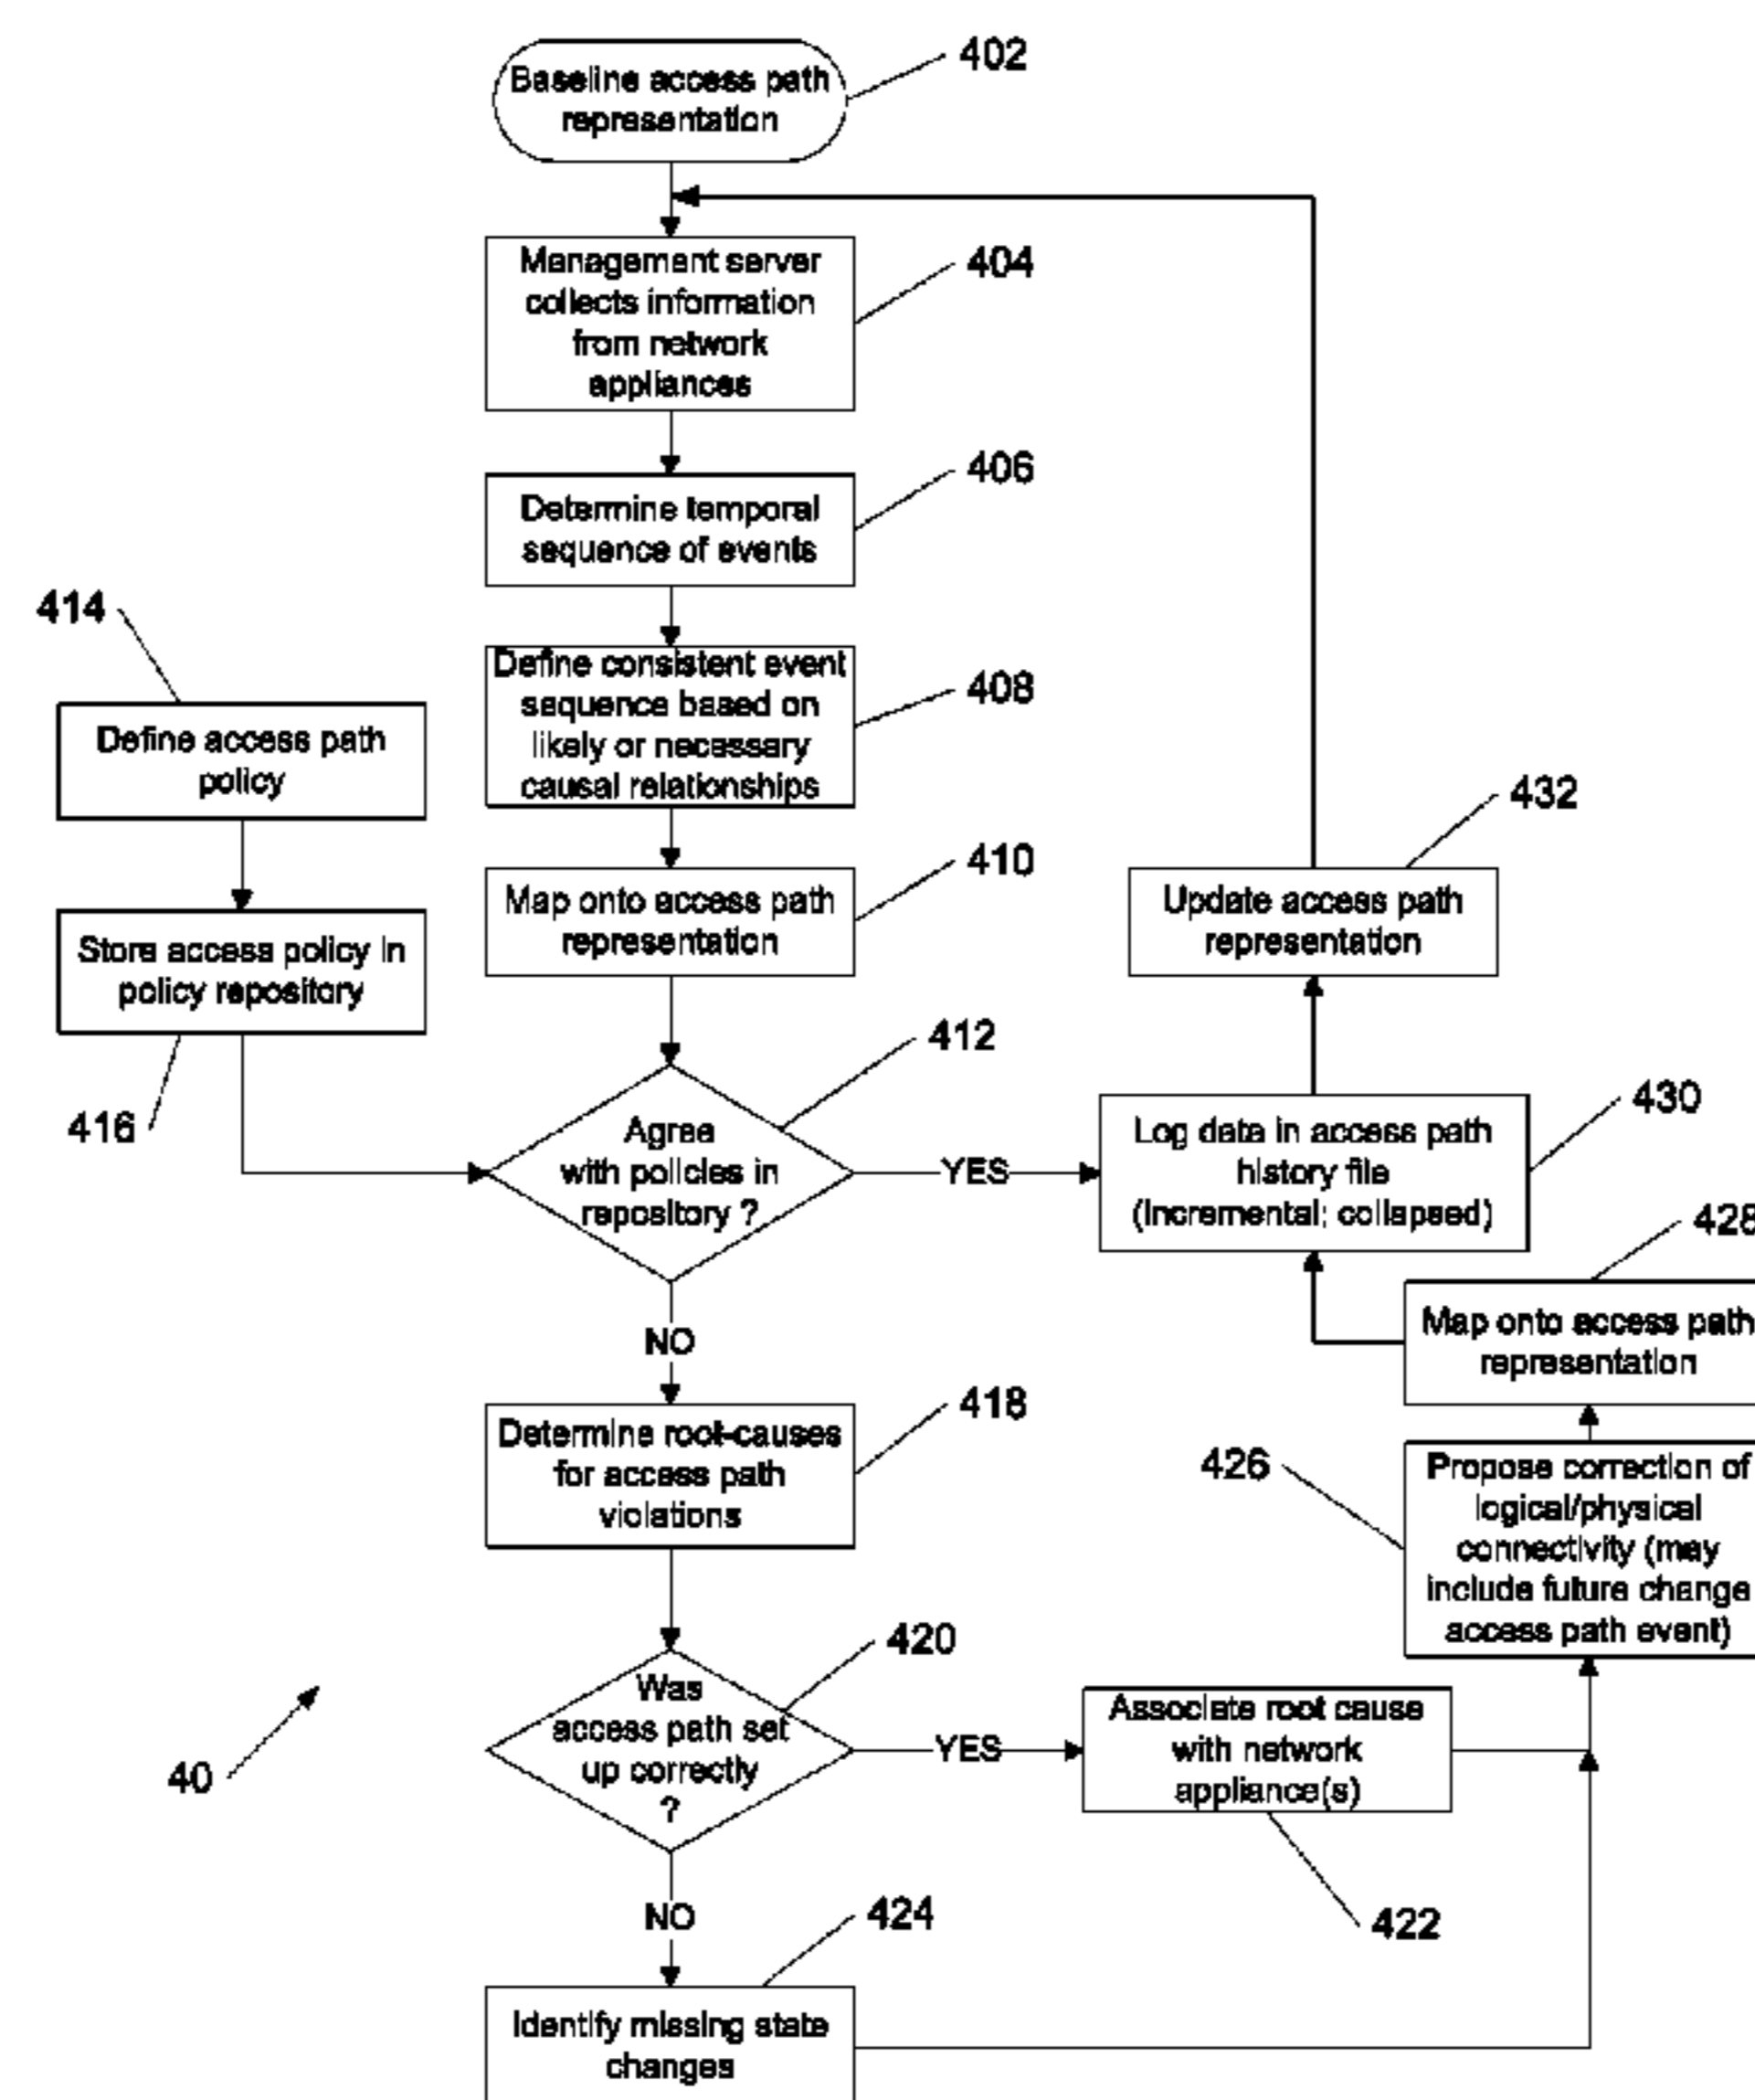 402
Baseline access path
representation
404
Management server
collects information
from network
appliances
406
Determine temporal
sequence of events
414
408
Define consistent event
sequence based on
likely or necessary
causal relationships
Define access path
policy
432
410
Map onto access path
representation
Update access path
representation
Store access policy in
policy repository
416
412
Agree
with policies in
repository ?
YES
430
Log data in access path
history file
(incremental; collapsed)
428
Map onto access path
representation
NO
418
Determine root-causes
for access path
violations
426
Propose correction of
logical/physical
connectivity (may
include future change
access path event)
420
Was
access path set
up correctly
?
YES
Associate root cause
with network
appliance(s)
40
422
NO
424
Identify missing state
changes